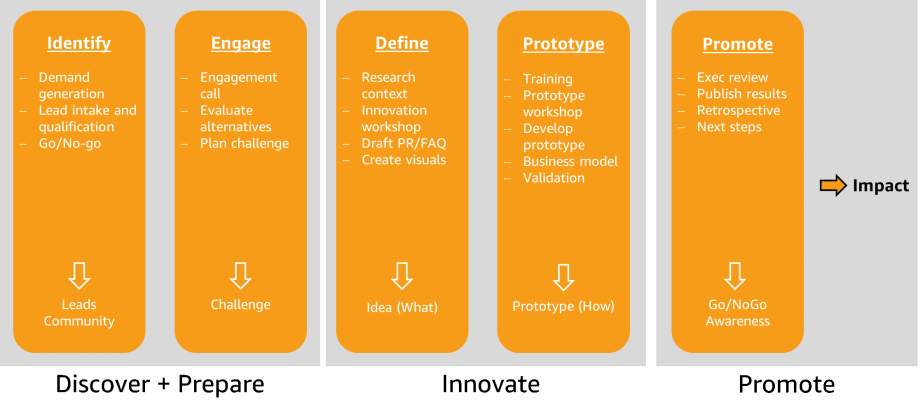 Identify
– Demand
generation
– Lead intake and
qualification
– Go/No-go
Leads
Community
Engage
– Engagement
call
– Evaluate
alternatives
– Plan challenge
Challenge
Define
– Research
context
– Innovation
workshop
– Draft PR/FAQ
– Create visuals
Idea (What)
Prototype
– Training
– Prototype
workshop
– Develop
prototype
– Business model
– Validation
Prototype (How)
Promote
– Exec review
– Publish results
– Retrospective
– Next steps
Go/NoGo
Awareness
Impact
Discover + Prepare
Innovate
Promote